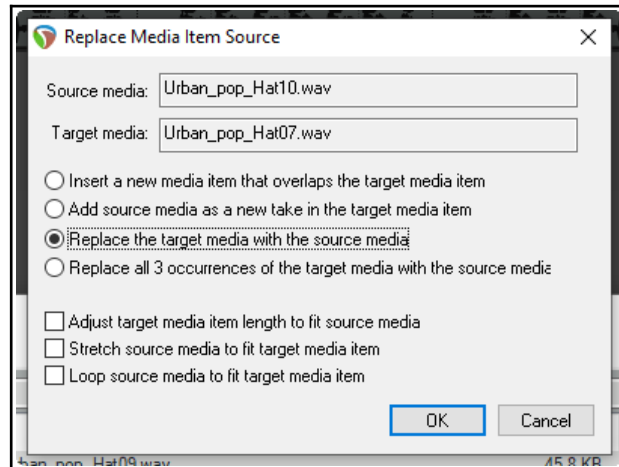 Replace Media Item Source
Source media: Urban_pop_Hat10.wav
Target media: Urban_pop_Hat07.wav
Insert a new media item that overlaps the target media item
Add source media as a new take in the target media item
Replace the target media with the source media
Replace all 3 occurrences of the target media with the source media
Adjust target media item length to fit source media
Stretch source media to fit target media item
Loop source media to fit target media item
OK Cancel
ban_pop_Hat09.wav 45.8 KB